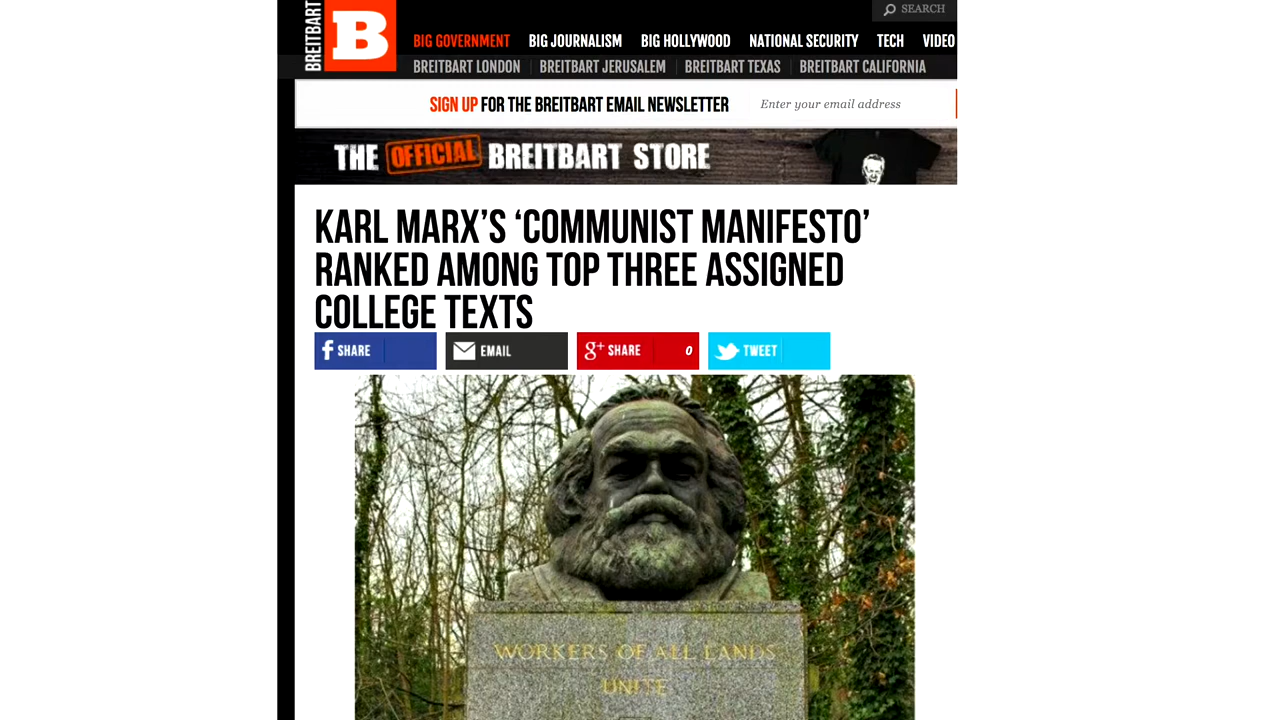 BREITBART
B
SEARCH
BIG GOVERNMENT BIG JOURNALISM BIG HOLLYWOOD NATIONAL SECURITY TECH VIDEO
BREITBART LONDON BREITBART JERUSALEM BREITBART TEXAS BREITBART CALIFORNIA
SIGN UP FOR THE BREITBART EMAIL NEWSLETTER Enter your email address
THE OFFICIAL BREITBART STORE
KARL MARX’S ‘COMMUNIST MANIFESTO’
RANKED AMONG TOP THREE ASSIGNED
COLLEGE TEXTS
f SHARE EMAIL g+ SHARE 0 TWEET
WORKERS OF ALL LANDS
UNITE